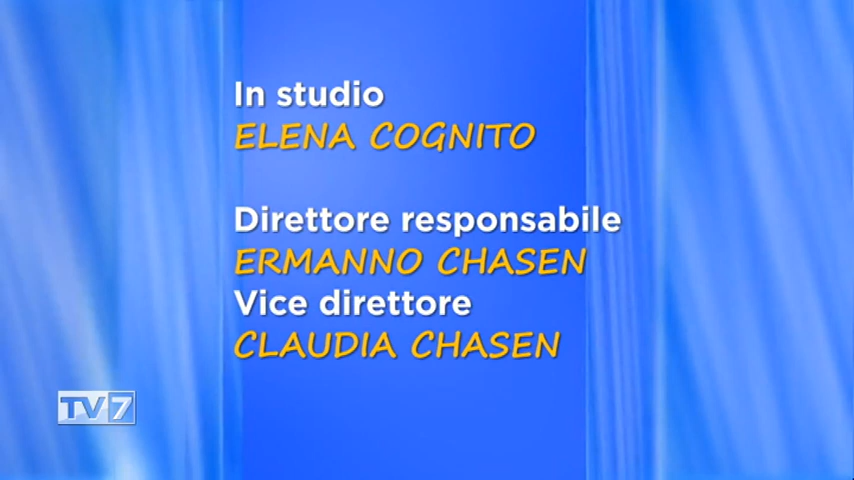 In studio
ELENA COGNITO
Direttore responsabile
ERMANNO CHASEN
Vice direttore
CLAUDIA CHASEN
TV7